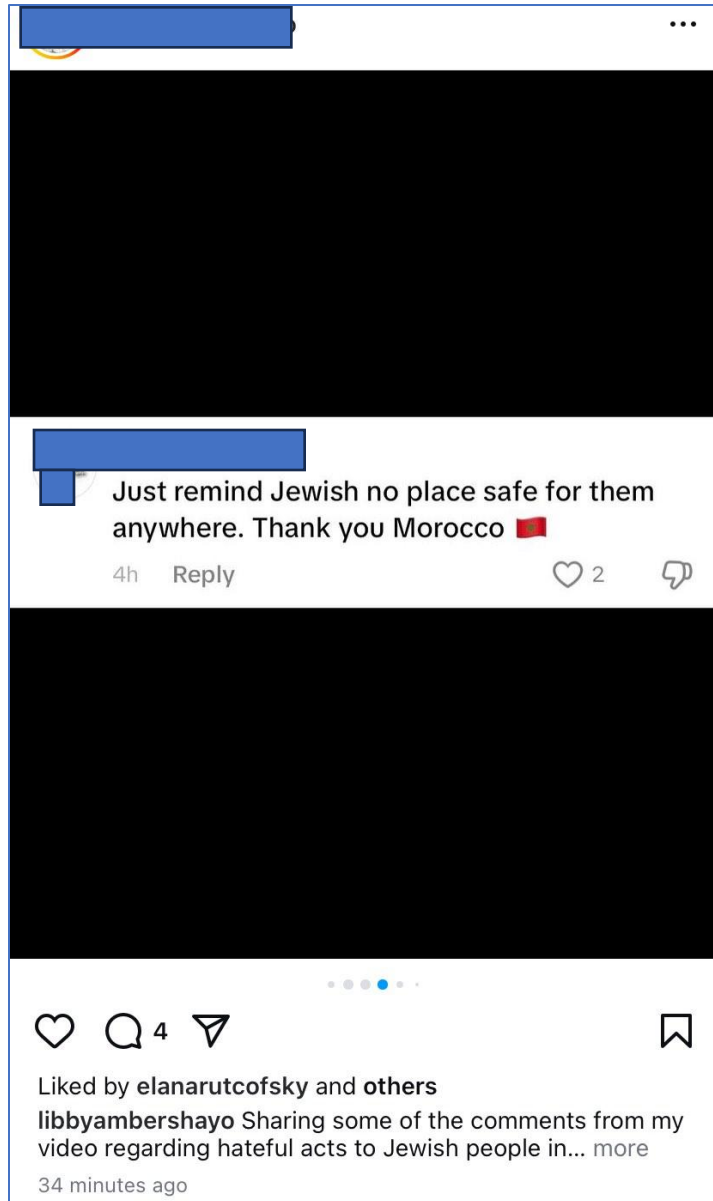 Just remind Jewish no place safe for them
anywhere. Thank you Morocco 🇲🇦
4h Reply 2
4
Liked by elanarutcofsky and others
libbyambershayo Sharing some of the comments from my
video regarding hateful acts to Jewish people in... more
34 minutes ago